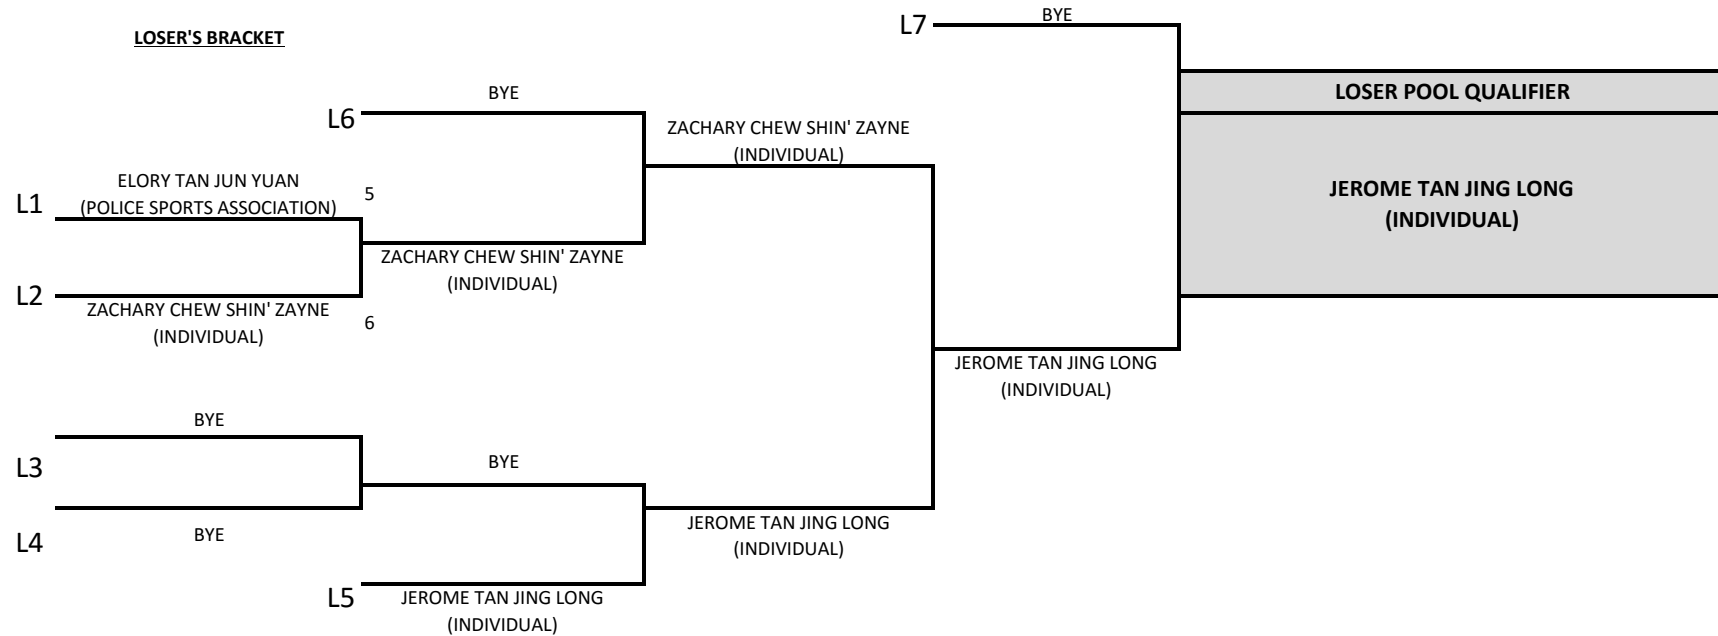 LOSER'S BRACKET
L7
BYE
LOSER POOL QUALIFIER
JEROME TAN JING LONG
(INDIVIDUAL)
L6
BYE
ZACHARY CHEW SHIN' ZAYNE
(INDIVIDUAL)
L1
ELORY TAN JUN YUAN
(POLICE SPORTS ASSOCIATION)
5
ZACHARY CHEW SHIN' ZAYNE
(INDIVIDUAL)
L2
ZACHARY CHEW SHIN' ZAYNE
(INDIVIDUAL)
6
JEROME TAN JING LONG
(INDIVIDUAL)
BYE
L3
BYE
L4
BYE
JEROME TAN JING LONG
(INDIVIDUAL)
L5
JEROME TAN JING LONG
(INDIVIDUAL)